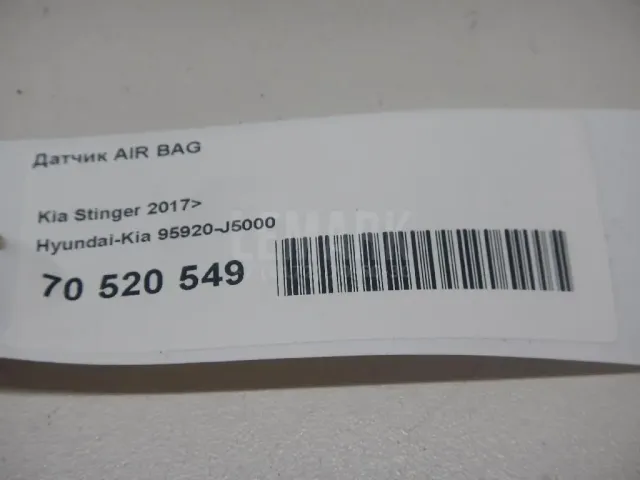 Датчик AIR BAG
Kia Stinger 2017>
Hyundai-Kia 95920-J5000
70 520 549